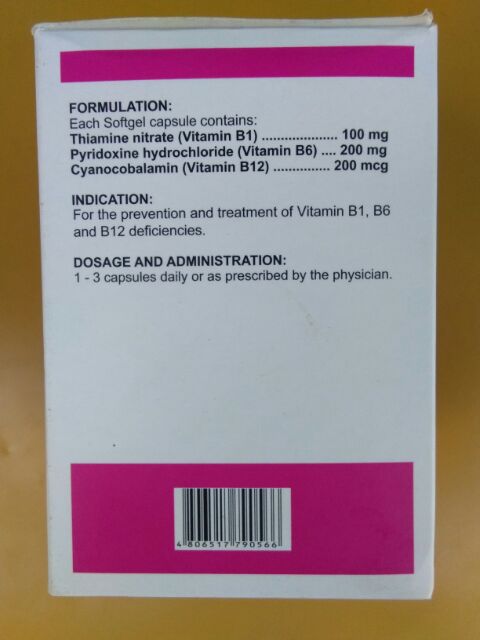 FORMULATION:
Each Softgel capsule contains:
Thiamine nitrate (Vitamin B1) .................... 100 mg
Pyridoxine hydrochloride (Vitamin B6) .... 200 mg
Cyanocobalamin (Vitamin B12) ............... 200 mcg
INDICATION:
For the prevention and treatment of Vitamin B1, B6
and B12 deficiencies.
DOSAGE AND ADMINISTRATION:
1 - 3 capsules daily or as prescribed by the physician.
4 806517 790566